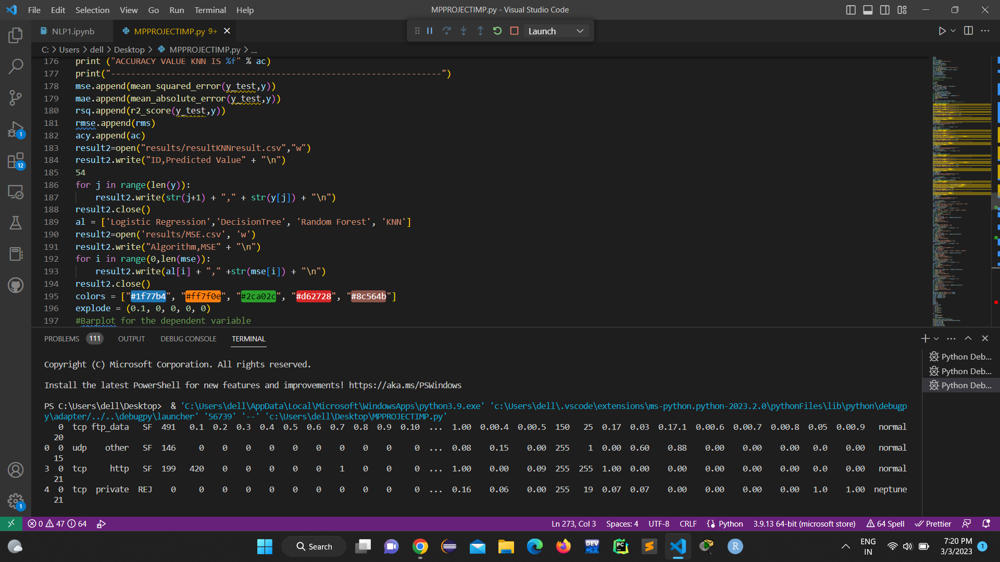 File Edit Selection View Go Run Terminal Help
MPPROJECTIMP.py - Visual Studio Code
NLP1.ipynb
MPPROJECTIMP.py 9+
Launch
C: > Users > dell > Desktop > MPPROJECTIMP.py > ...
176 print ("ACCURACY VALUE KNN IS %f" % ac)
177 print("------------------------------------------------------------------")
178 mse.append(mean_squared_error(y_test,y))
179 mae.append(mean_absolute_error(y_test,y))
180 rsq.append(r2_score(y_test,y))
181 rmse.append(rms)
182 acy.append(ac)
183 result2=open("results/resultKNNresult.csv","w")
184 result2.write("ID,Predicted Value" + "\n")
185 54
186 for j in range(len(y)):
187     result2.write(str(j+1) + "," + str(y[j]) + "\n")
188 result2.close()
189 al = ['Logistic Regression','DecisionTree', 'Random Forest', 'KNN']
190 result2=open('results/MSE.csv', 'w')
191 result2.write("Algorithm,MSE" + "\n")
192 for i in range(0,len(mse)):
193     result2.write(al[i] + "," +str(mse[i]) + "\n")
194 result2.close()
195 colors = ["#1f77b4", "#ff7f0e", "#2ca02c", "#d62728", "#8c564b"]
196 explode = (0.1, 0, 0, 0, 0)
197 #Barplot for the dependent variable
1
12
PROBLEMS 111 OUTPUT DEBUG CONSOLE TERMINAL
Copyright (C) Microsoft Corporation. All rights reserved.
Install the latest PowerShell for new features and improvements! https://aka.ms/PSWindows
PS C:\Users\dell\Desktop>  & 'C:\Users\dell\AppData\Local\Microsoft\WindowsApps\python3.9.exe' 'c:\Users\dell\.vscode\extensions\ms-python.python-2023.2.0\pythonFiles\lib\python\debugp
y\adapter/../..\debugpy\launcher' '56739' '--' 'c:\Users\dell\Desktop\MPPROJECTIMP.py'
0 tcp ftp_data SF 491 0.1 0.2 0.3 0.4 0.5 0.6 0.7 0.8 0.9 0.10 ... 1.00 0.00.4 0.00.5 150 25 0.17 0.03 0.17.1 0.00.6 0.00.7 0.00.8 0.05 0.00.9 normal
20
0 0 udp other SF 146 0 0 0 0 0 0 0 0 0 0 ... 0.08 0.15 0.00 255 1 0.00 0.60 0.88 0.00 0.00 0.00 0.0 0.00 normal
15
3 0 tcp http SF 199 420 0 0 0 0 0 1 0 0 0 ... 1.00 0.00 0.09 255 255 1.00 0.00 0.00 0.00 0.00 0.00 0.0 0.00 normal
21
4 0 tcp private REJ 0 0 0 0 0 0 0 0 0 0 0 ... 0.16 0.06 0.00 255 19 0.07 0.07 0.00 0.00 0.00 0.00 1.0 1.00 neptune
21
Python Deb...
Python Deb...
Python Deb...
1
0 47 64
Ln 273, Col 3 Spaces: 4 UTF-8 CRLF Python 3.9.13 64-bit (microsoft store) 64 Spell Prettier
Search
DEV C++
PC
R
ENG
IN
7:20 PM
3/3/2023
1